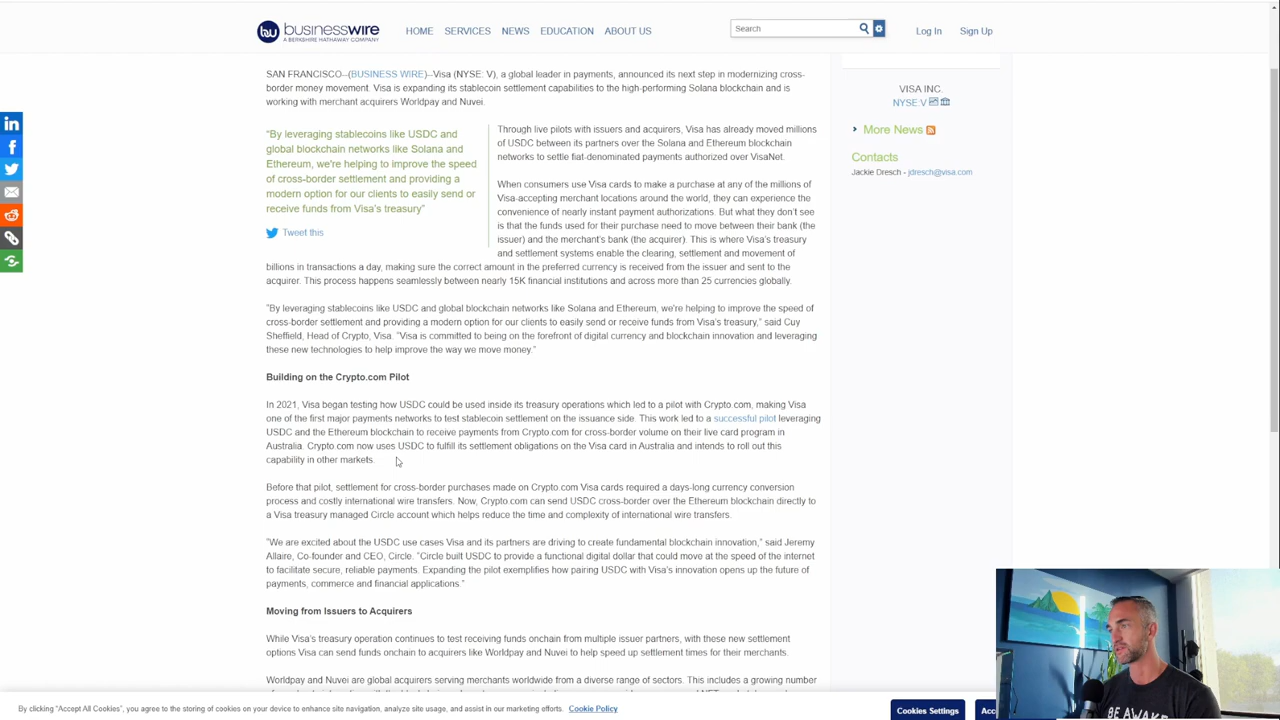 businesswire
A BERKSHIRE HATHAWAY COMPANY
HOME SERVICES NEWS EDUCATION ABOUT US
Search
Log In Sign Up
SAN FRANCISCO--(BUSINESS WIRE)--Visa (NYSE: V), a global leader in payments, announced its next step in modernizing cross-
border money movement. Visa is expanding its stablecoin settlement capabilities to the high-performing Solana blockchain and is
working with merchant acquirers Worldpay and Nuvei.
“By leveraging stablecoins like USDC and
global blockchain networks like Solana and
Ethereum, we're helping to improve the speed
of cross-border settlement and providing a
modern option for our clients to easily send or
receive funds from Visa's treasury”
Tweet this
Through live pilots with issuers and acquirers, Visa has already moved millions
of USDC between its partners over the Solana and Ethereum blockchain
networks to settle fiat-denominated payments authorized over VisaNet.
When consumers use Visa cards to make a purchase at any of the millions of
Visa-accepting merchant locations around the world, they can experience the
convenience of nearly instant payment authorizations. But what they don't see
is that the funds used for their purchase need to move between their bank (the
issuer) and the merchant's bank (the acquirer). This is where Visa's treasury
and settlement systems enable the clearing, settlement and movement of
billions in transactions a day, making sure the correct amount in the preferred currency is received from the issuer and sent to the
acquirer. This process happens seamlessly between nearly 15K financial institutions and across more than 25 currencies globally.
“By leveraging stablecoins like USDC and global blockchain networks like Solana and Ethereum, we're helping to improve the speed of
cross-border settlement and providing a modern option for our clients to easily send or receive funds from Visa's treasury,” said Cuy
Sheffield, Head of Crypto, Visa. “Visa is committed to being on the forefront of digital currency and blockchain innovation and leveraging
these new technologies to help improve the way we move money.”
Building on the Crypto.com Pilot
In 2021, Visa began testing how USDC could be used inside its treasury operations which led to a pilot with Crypto.com, making Visa
one of the first major payments networks to test stablecoin settlement on the issuance side. This work led to a successful pilot leveraging
USDC and the Ethereum blockchain to receive payments from Crypto.com for cross-border volume on their live card program in
Australia. Crypto.com now uses USDC to fulfill its settlement obligations on the Visa card in Australia and intends to roll out this
capability in other markets.
Before that pilot, settlement for cross-border purchases made on Crypto.com Visa cards required a days-long currency conversion
process and costly international wire transfers. Now, Crypto.com can send USDC cross-border over the Ethereum blockchain directly to
a Visa treasury managed Circle account which helps reduce the time and complexity of international wire transfers.
“We are excited about the USDC use cases Visa and its partners are driving to create fundamental blockchain innovation,” said Jeremy
Allaire, Co-founder and CEO, Circle. “Circle built USDC to provide a functional digital dollar that could move at the speed of the internet
to facilitate secure, reliable payments. Expanding the pilot exemplifies how pairing USDC with Visa's innovation opens up the future of
payments, commerce and financial applications.”
Moving from Issuers to Acquirers
While Visa's treasury operation continues to test receiving funds onchain from multiple issuer partners, with these new settlement
options Visa can send funds onchain to acquirers like Worldpay and Nuvei to help speed up settlement times for their merchants.
Worldpay and Nuvei are global acquirers serving merchants worldwide from a diverse range of sectors. This includes a growing number
VISA INC.
NYSE:V
More News
Contacts
Jackie Dresch - jdresch@visa.com
By clicking “Accept All Cookies”, you agree to the storing of cookies on your device to enhance site navigation, analyze site usage, and assist in our marketing efforts. Cookie Policy
Cookies Settings
BE AWAKE